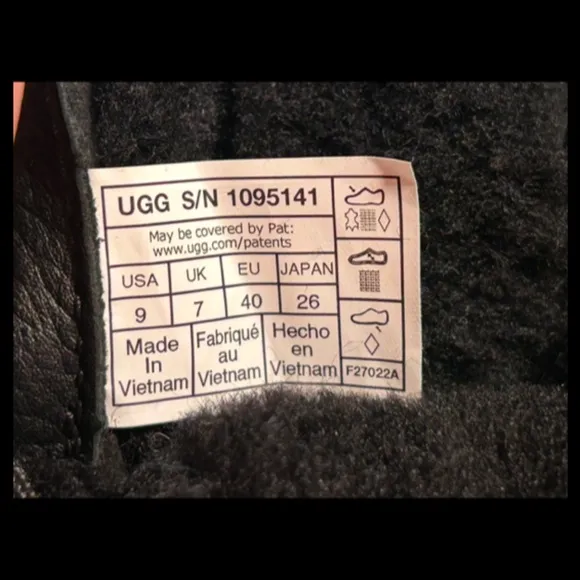 UGG S/N 1095141
May be covered by Pat:
www.ugg.com/patents
USA UK EU JAPAN
9 7 40 26
Made In Vietnam
Fabriqué au Vietnam
Hecho en Vietnam
F27022A